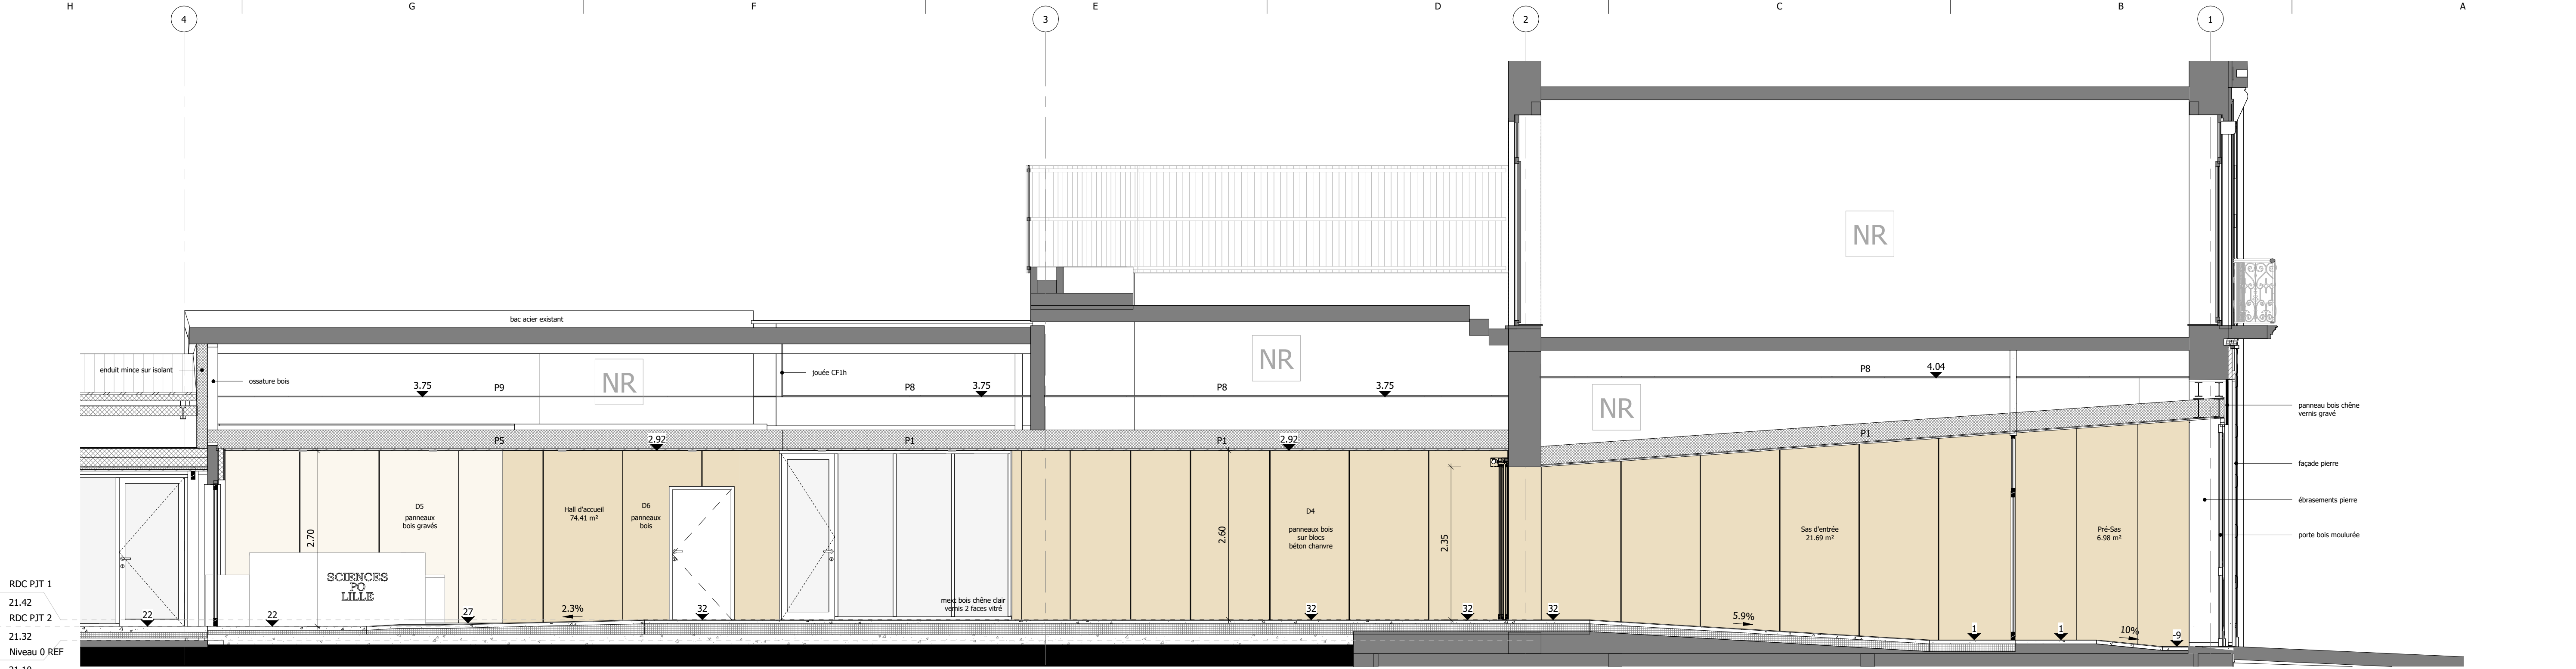 H G F E D C B A
4 3 2 1
NR
bac acier existant
NR
enduit mince sur isolant
ossature bois
NR
jouée CF1h
P8
4.04
3.75
P9
P8
3.75
P8
3.75
NR
panneau bois chêne
vernis gravé
P5
2.92
P1
P1
2.92
P1
façade pierre
ébrasements pierre
porte bois moulurée
D5
panneaux
bois gravés
Hall d'accueil
74.41 m²
D6
panneaux
bois
D4
panneaux bois
sur blocs
béton chanvre
Sas d'entrée
21.69 m²
Pré-Sas
6.98 m²
2.70
2.60
2.35
SCIENCES
PO
LILLE
mext bois chêne clair
vernis 2 faces vitré
RDC PJT 1
21.42
RDC PJT 2
21.32
Niveau 0 REF
22
22
27
2.3%
32
32
32
32
5.9%
1
1
10%
-9